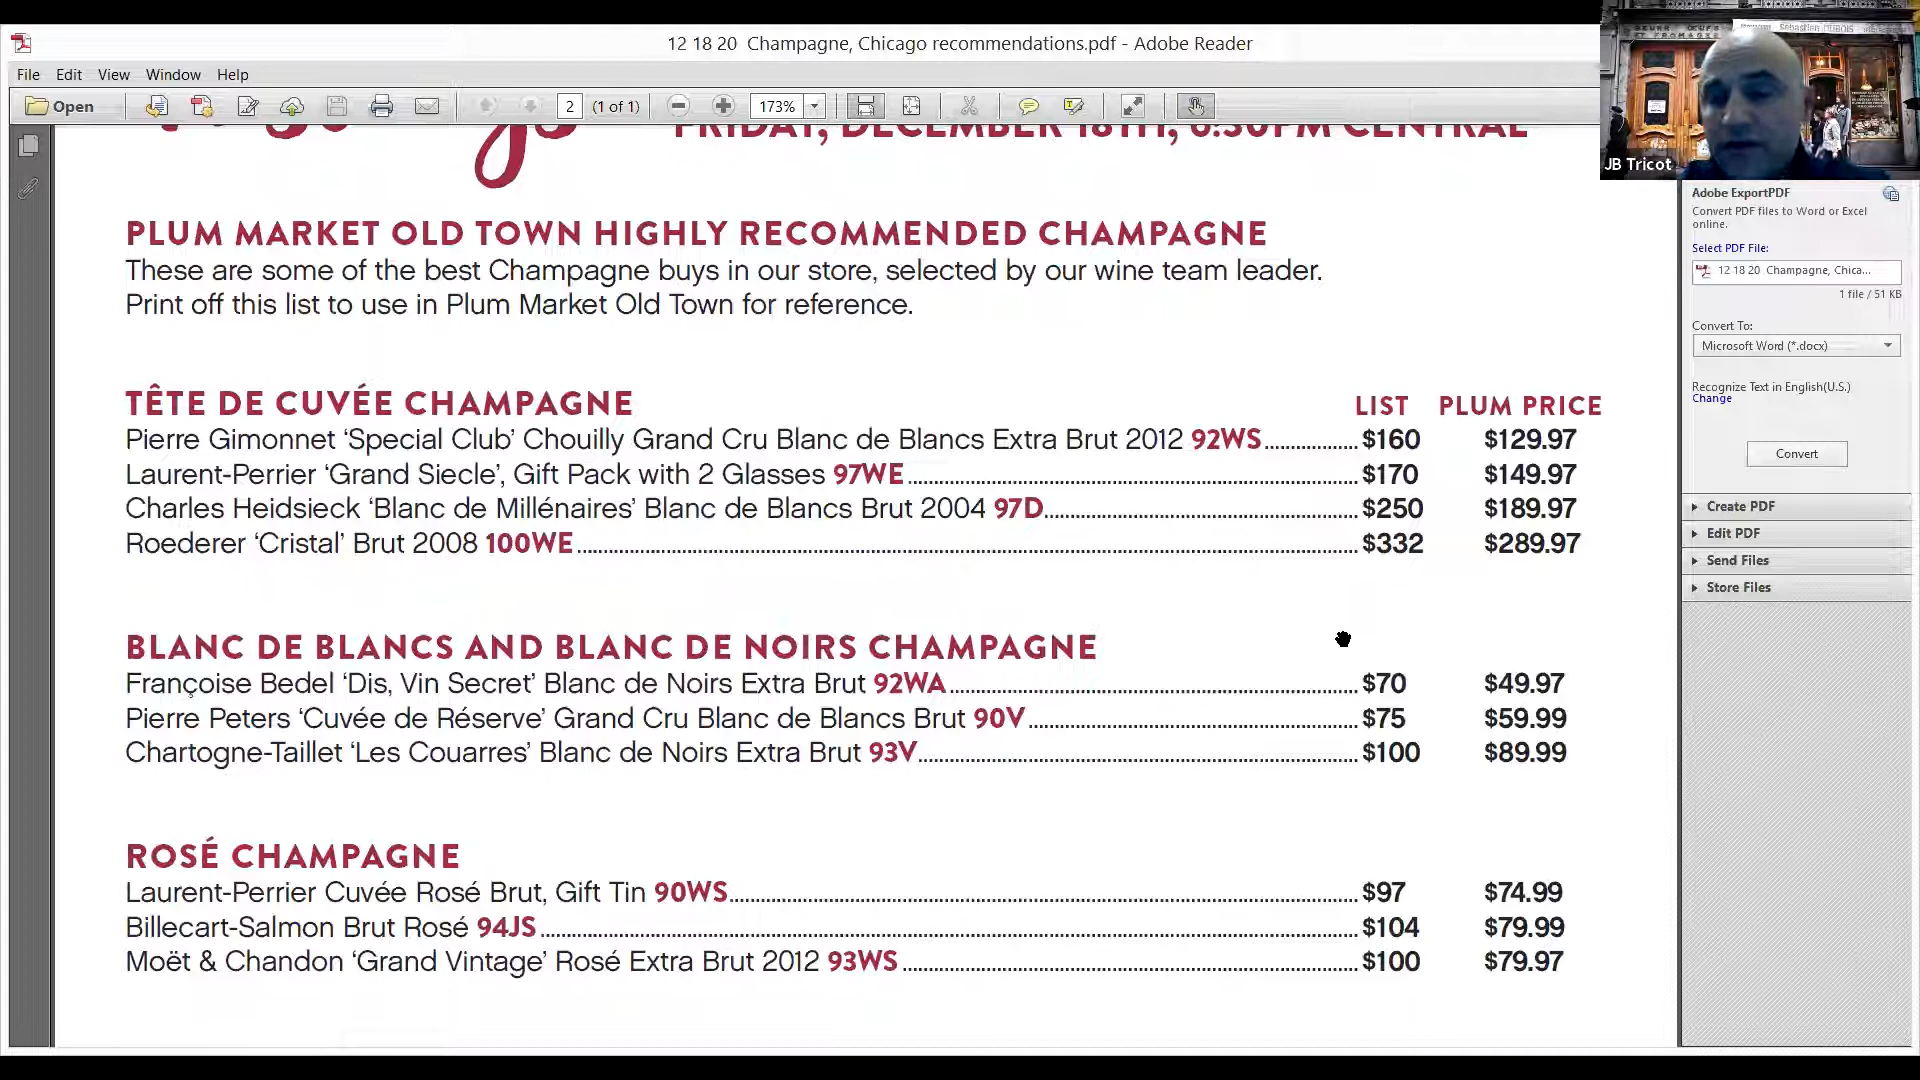 12 18 20  Champagne, Chicago recommendations.pdf - Adobe Reader
File Edit View Window Help
Open 2 (1 of 1) 173%
FRIDAY, DECEMBER 18TH, 6:30PM CENTRAL
PLUM MARKET OLD TOWN HIGHLY RECOMMENDED CHAMPAGNE
These are some of the best Champagne buys in our store, selected by our wine team leader.
Print off this list to use in Plum Market Old Town for reference.
TÊTE DE CUVÉE CHAMPAGNE LIST PLUM PRICE
Pierre Gimonnet ‘Special Club’ Chouilly Grand Cru Blanc de Blancs Extra Brut 2012 92WS $160 $129.97
Laurent-Perrier ‘Grand Siecle’, Gift Pack with 2 Glasses 97WE $170 $149.97
Charles Heidsieck ‘Blanc de Millénaires’ Blanc de Blancs Brut 2004 97D $250 $189.97
Roederer ‘Cristal’ Brut 2008 100WE $332 $289.97
BLANC DE BLANCS AND BLANC DE NOIRS CHAMPAGNE
Françoise Bedel ‘Dis, Vin Secret’ Blanc de Noirs Extra Brut 92WA $70 $49.97
Pierre Peters ‘Cuvée de Réserve’ Grand Cru Blanc de Blancs Brut 90V $75 $59.99
Chartogne-Taillet ‘Les Couarres’ Blanc de Noirs Extra Brut 93V $100 $89.99
ROSÉ CHAMPAGNE
Laurent-Perrier Cuvée Rosé Brut, Gift Tin 90WS $97 $74.99
Billecart-Salmon Brut Rosé 94JS $104 $79.99
Moët & Chandon ‘Grand Vintage’ Rosé Extra Brut 2012 93WS $100 $79.97
JB Tricot
Adobe ExportPDF
Convert PDF files to Word or Excel
online.
Select PDF File:
12 18 20  Champagne, Chica...
1 file / 51 KB
Convert To:
Microsoft Word (*.docx)
Recognize Text in English(U.S.)
Change
Convert
Create PDF
Edit PDF
Send Files
Store Files